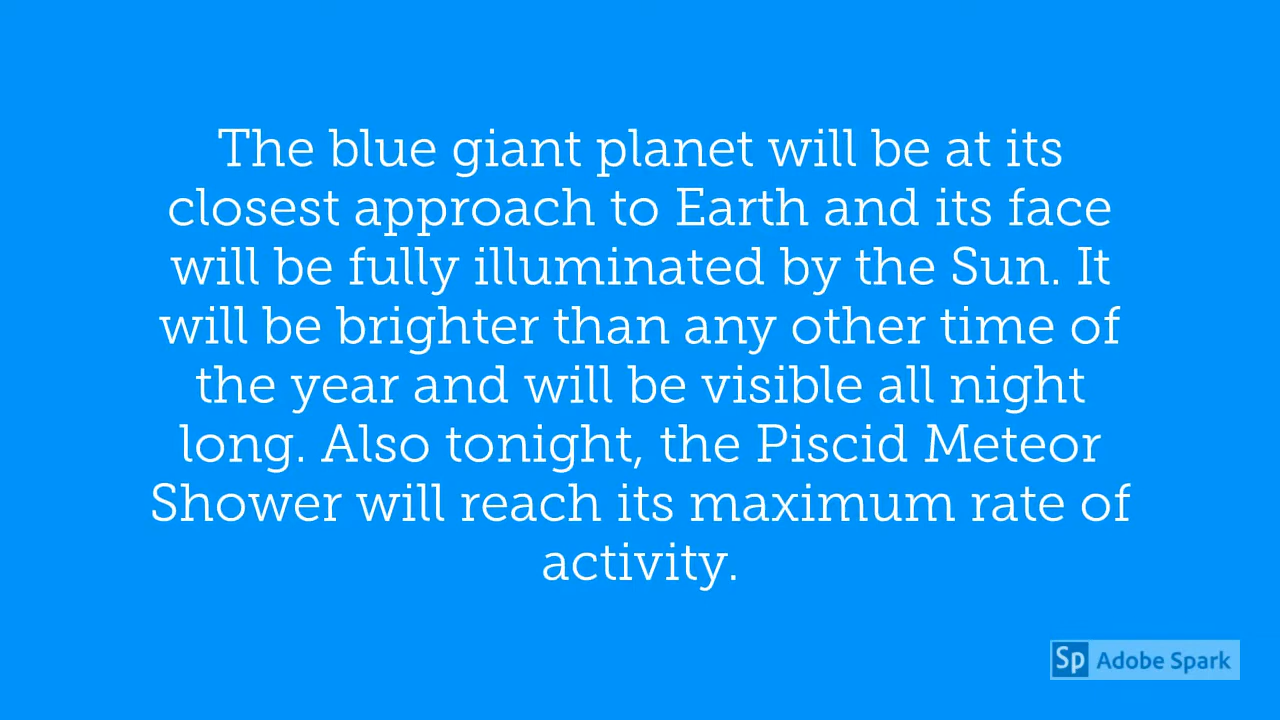 The blue giant planet will be at its
closest approach to Earth and its face
will be fully illuminated by the Sun. It
will be brighter than any other time of
the year and will be visible all night
long. Also tonight, the Piscid Meteor
Shower will reach its maximum rate of
activity.
Sp Adobe Spark